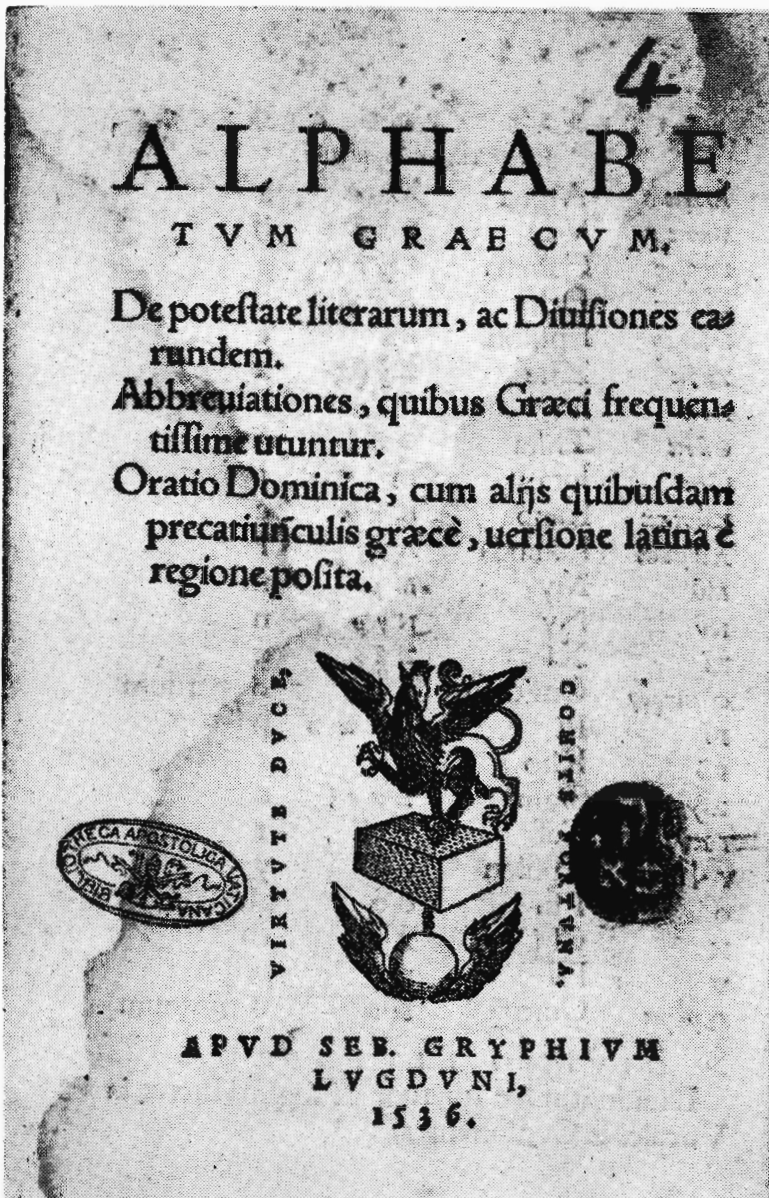 4
ALPHABE
TVM GRAECVM.
De poteſtate literarum, ac Diuiſiones ea-
rundem.
Abbreuiationes, quibus Græci frequen-
tiſſime utuntur.
Oratio Dominica, cum alijs quibuſdam
precatiunculis græcè, uerſione latina è
regione poſita.
VIRTVTE DVCE,
COMITE FORTVNA.
BIBLIOTHECA APOSTOLICA VATICANA
APVD SEB. GRYPHIVM
LVGDVNI,
1536.